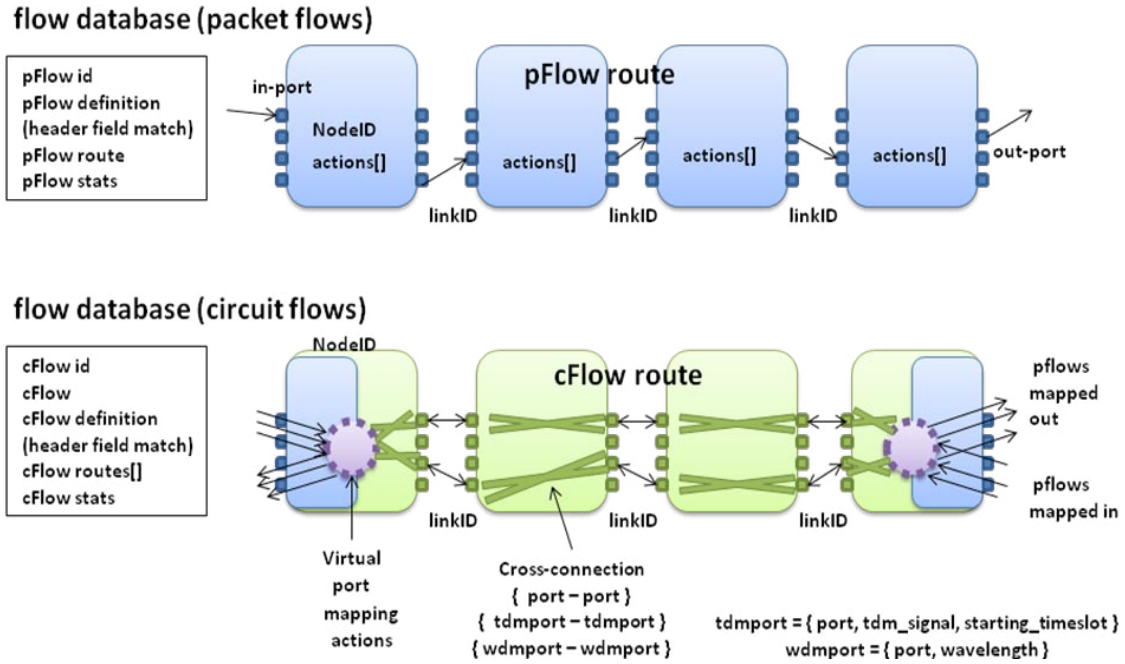 flow database (packet flows)
pFlow id
pFlow definition
(header field match)
pFlow route
pFlow stats
in-port
pFlow route
NodeID
actions[]
actions[]
actions[]
actions[]
out-port
linkID
linkID
linkID
flow database (circuit flows)
NodeID
cFlow id
cFlow
cFlow definition
(header field match)
cFlow routes[]
cFlow stats
cFlow route
pflows
mapped
out
pflows
mapped in
linkID
linkID
linkID
Virtual
port
mapping
actions
Cross-connection
{ port – port }
{ tdmport – tdmport }
{ wdmport – wdmport }
tdmport = { port, tdm_signal, starting_timeslot }
wdmport = { port, wavelength }